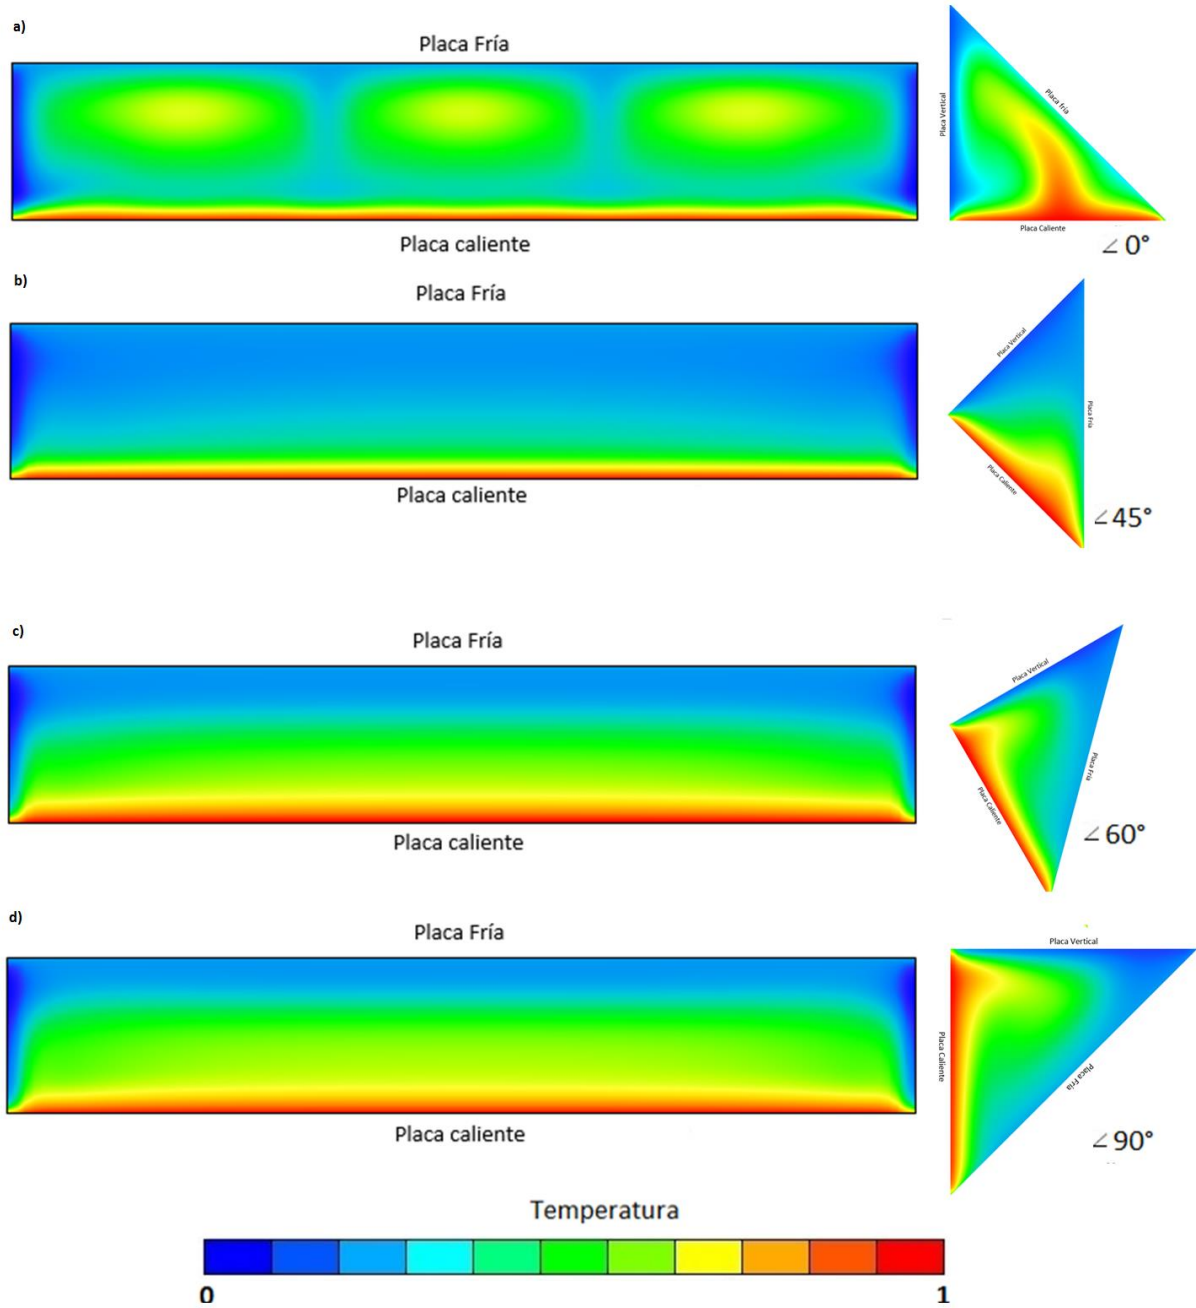 a)
Placa Fría
Placa caliente
Placa Vertical
Placa fría
Placa Caliente
∠ 0°
b)
Placa Fría
Placa caliente
Placa Vertical
Placa Fría
Placa Caliente
∠ 45°
c)
Placa Fría
Placa caliente
Placa Vertical
Placa Fría
Placa Caliente
∠ 60°
d)
Placa Fría
Placa caliente
Placa Vertical
Placa Caliente
Placa Fría
∠ 90°
Temperatura
0 1